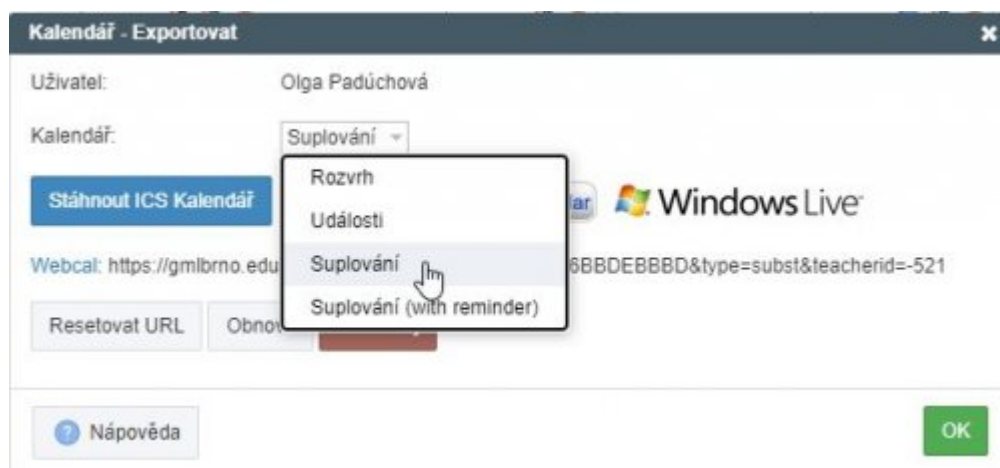 Kalendář - Exportovat
Uživatel: Olga Padúchová
Kalendář: Suplování
Rozvrh
Stáhnout ICS Kalendář Windows Live
Události
Webcal: https://gmlbrno.edu Suplování 6BBDEBBBD&type=subst&teacherid=-521
Suplování (with reminder)
Resetovat URL
Nápověda OK